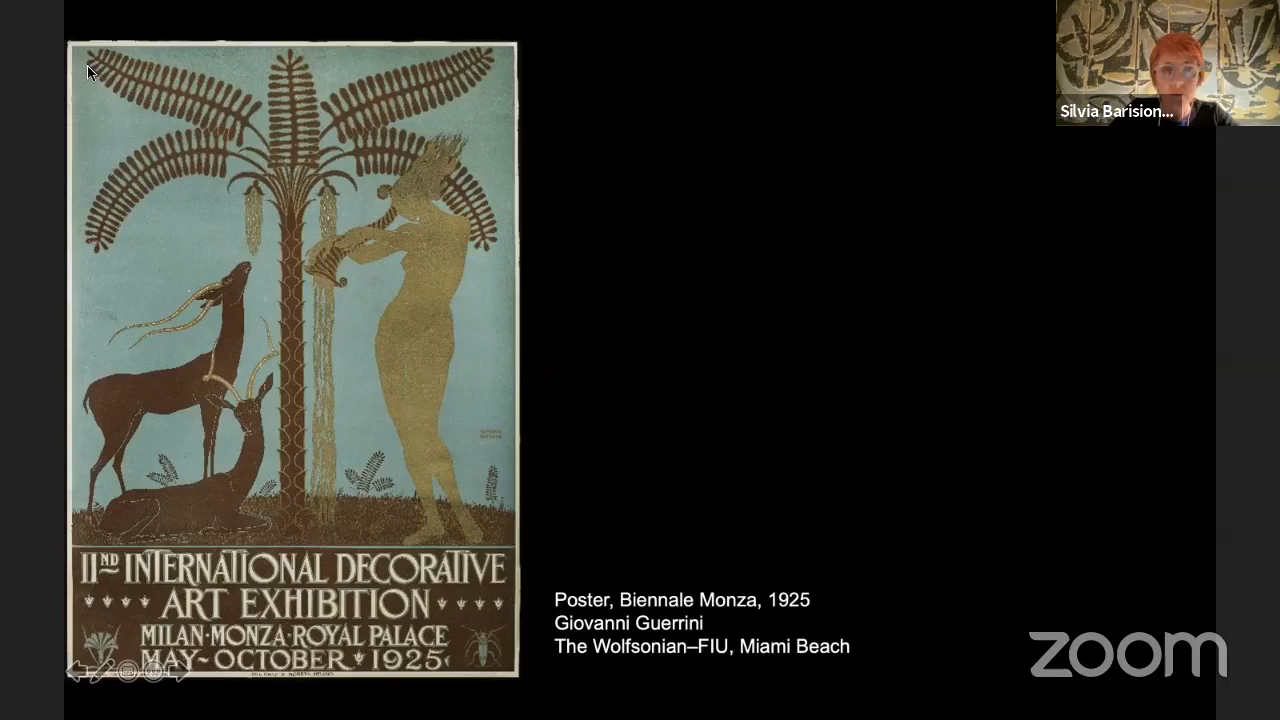 Silvia Barision...
IIND INTERNATIONAL DECORATIVE
ART EXHIBITION
MILAN·MONZA·ROYAL PALACE
MAY~OCTOBER 1925
Poster, Biennale Monza, 1925
Giovanni Guerrini
The Wolfsonian–FIU, Miami Beach
zoom